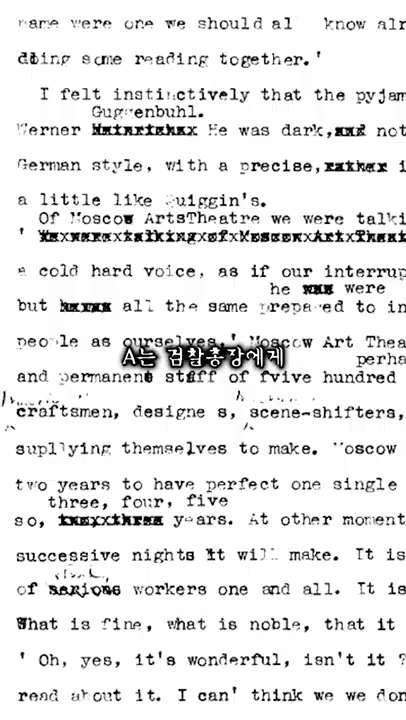 name were one we should al know alr
doing some reading together.'
I felt instinctively that the pyjam
Guggenbuhl.
Werner He was dark, not
German style, with a precise, i
a little like Quiggin's.
Of Moscow ArtsTheatre we were talki
'
a cold hard voice, as if our interrup
he were
but all the same prepared to in
people as ourselves.' Moscow Art Thea
A는 검찰총장에게
perha
and permanent staff of fvive hundred
craftsmen, designe s, scene-shifters,
supllying themselves to make. Moscow
two years to have perfect one single
three, four, five
so, years. At other moment
successive nights it will make. It is
of workers one and all. It is
What is fine, what is noble, that it
' Oh, yes, it's wonderful, isn't it ?
read about it. I can' think we we don